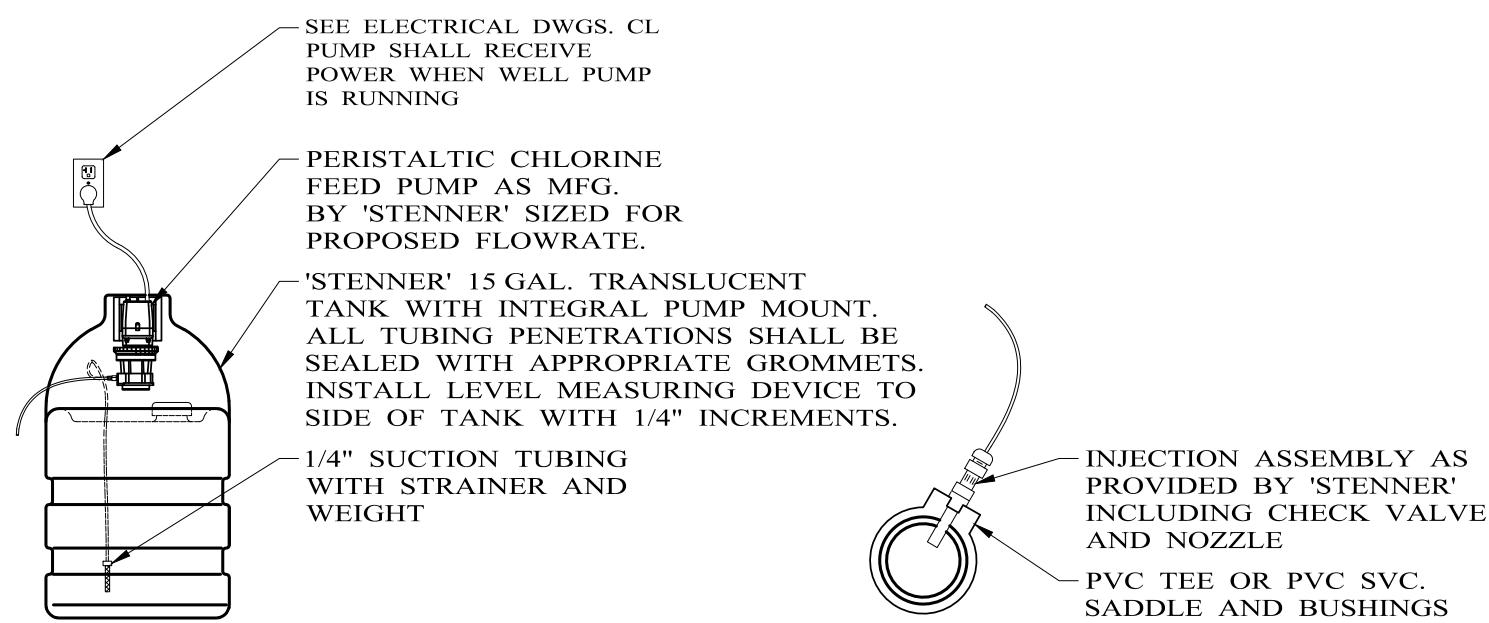 SEE ELECTRICAL DWGS. CL
PUMP SHALL RECEIVE
POWER WHEN WELL PUMP
IS RUNNING
PERISTALTIC CHLORINE
FEED PUMP AS MFG.
BY 'STENNER' SIZED FOR
PROPOSED FLOWRATE.
'STENNER' 15 GAL. TRANSLUCENT
TANK WITH INTEGRAL PUMP MOUNT.
ALL TUBING PENETRATIONS SHALL BE
SEALED WITH APPROPRIATE GROMMETS.
INSTALL LEVEL MEASURING DEVICE TO
SIDE OF TANK WITH 1/4" INCREMENTS.
1/4" SUCTION TUBING
WITH STRAINER AND
WEIGHT
INJECTION ASSEMBLY AS
PROVIDED BY 'STENNER'
INCLUDING CHECK VALVE
AND NOZZLE
PVC TEE OR PVC SVC.
SADDLE AND BUSHINGS